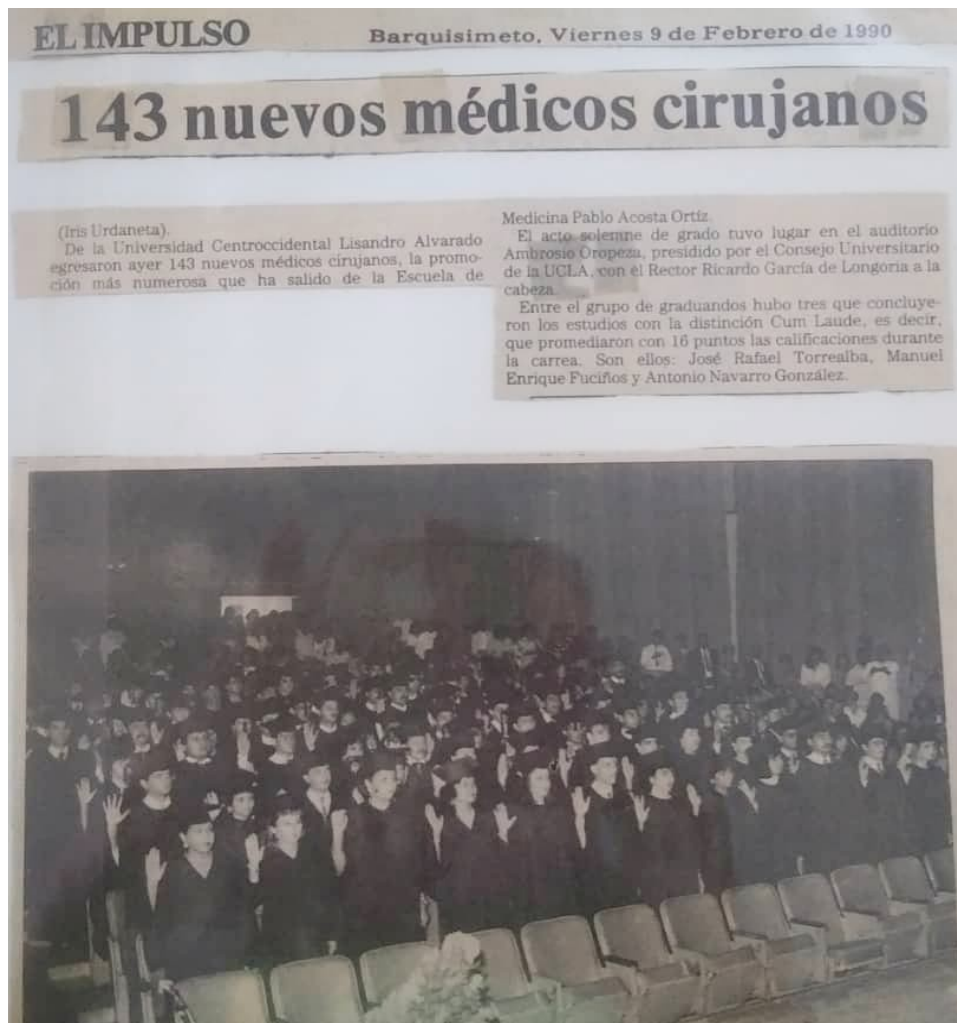 EL IMPULSO
Barquisimeto, Viernes 9 de Febrero de 1990
143 nuevos médicos cirujanos
(Iris Urdaneta).
De la Universidad Centroccidental Lisandro Alvarado
egresaron ayer 143 nuevos médicos cirujanos, la promo-
ción más numerosa que ha salido de la Escuela de
Medicina Pablo Acosta Ortíz.
El acto solemne de grado tuvo lugar en el auditorio
Ambrosio Oropeza, presidido por el Consejo Universitario
de la UCLA, con el Rector Ricardo García de Longoria a la
cabeza.
Entre el grupo de graduandos hubo tres que concluye-
ron los estudios con la distinción Cum Laude, es decir,
que promediaron con 16 puntos las calificaciones durante
la carrea. Son ellos: José Rafael Torrealba, Manuel
Enrique Fuciños y Antonio Navarro González.